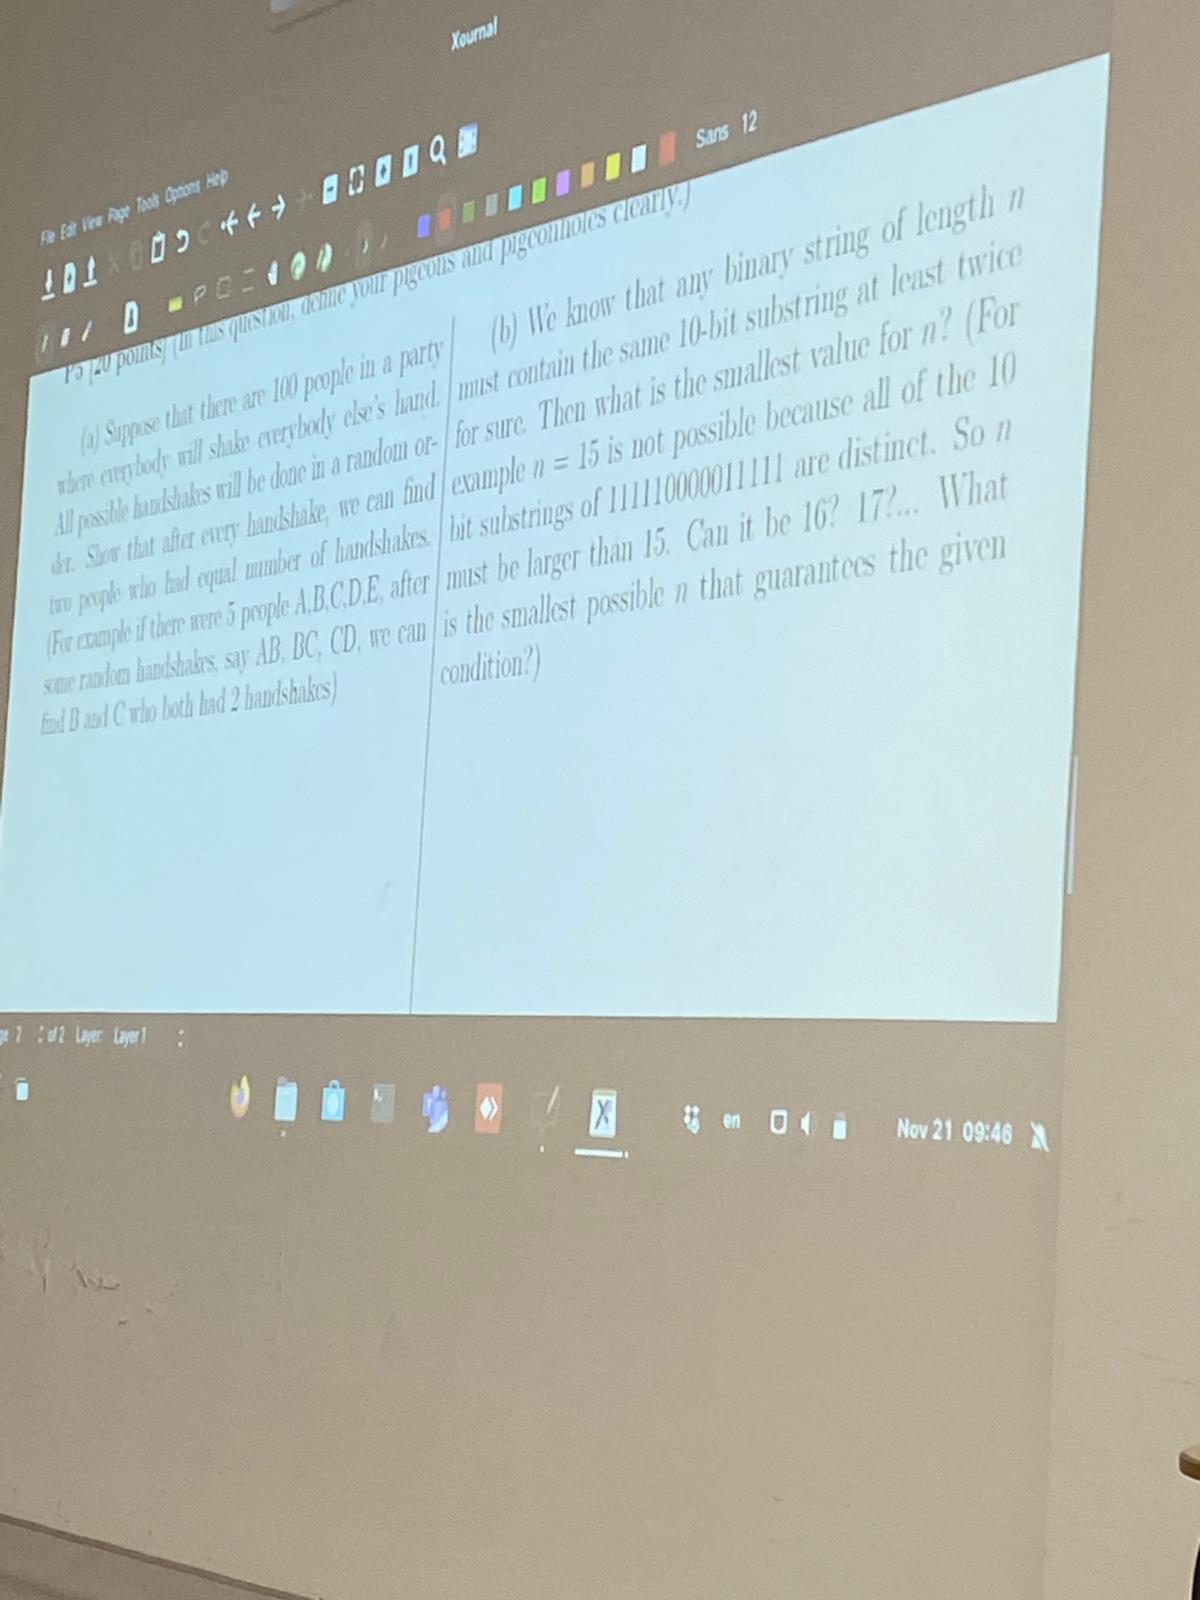 Xournal
File Edit View Page Tools Options Help
Sans 12
P5 [20 points] (In this question, define your pigeons and pigeonholes clearly.)
(a) Suppose that there are 100 people in a party
where everybody will shake everybody else's hand.
All possible handshakes will be done in a random or-
der. Show that after every handshake, we can find
two people who had equal number of handshakes.
(For example if there were 5 people A,B,C,D,E, after
some random handshakes, say AB, BC, CD, we can
find B and C who both had 2 handshakes)
(b) We know that any binary string of length n
must contain the same 10-bit substring at least twice
for sure. Then what is the smallest value for n? (For
example n = 15 is not possible because all of the 10
bit substrings of 111110000011111 are distinct. So n
must be larger than 15. Can it be 16? 17?... What
is the smallest possible n that guarantees the given
condition?)
2 of 2 Layer: Layer 1
en
Nov 21 09:46